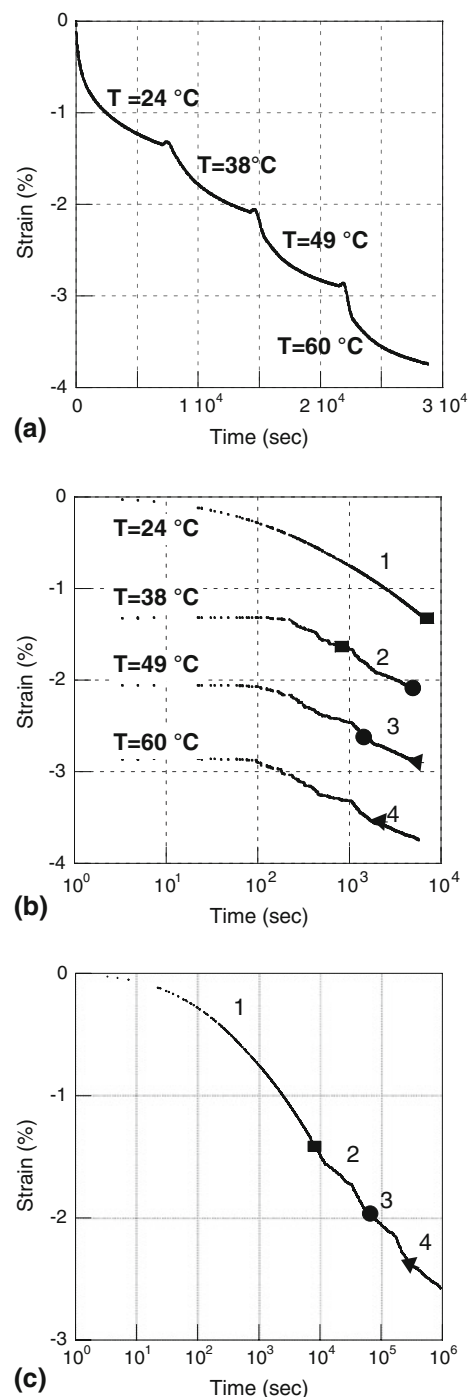 0
T =24 °C
-1
T=38°C
Strain (%)
-2
T=49 °C
-3
T=60 °C
-4
0 1 10⁴ 2 10⁴ 3 10⁴
(a)
Time (sec)
0
T=24 °C
1
-1
T=38 °C
2
Strain (%)
-2
T=49 °C
3
-3
T=60 °C
4
-4
10⁰ 10¹ 10² 10³ 10⁴
(b)
Time (sec)
0
1
-1
Strain (%)
2
3
-2
4
-3
10⁰ 10¹ 10² 10³ 10⁴ 10⁵ 10⁶
(c)
Time (sec)